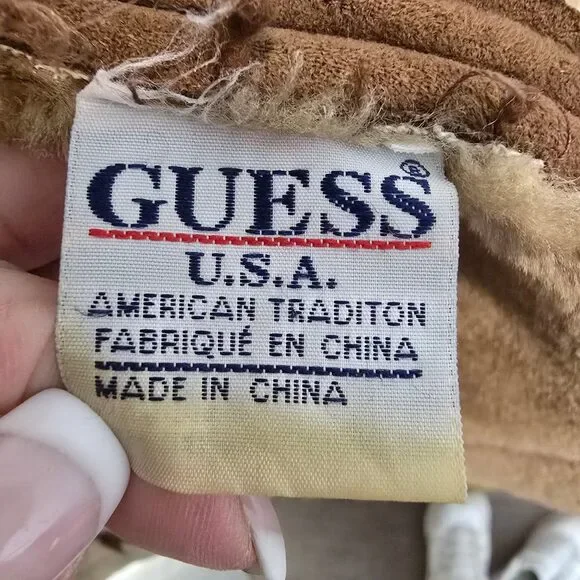 GUESS®
U.S.A.
AMERICAN TRADITON
FABRIQUÉ EN CHINA
MADE IN CHINA